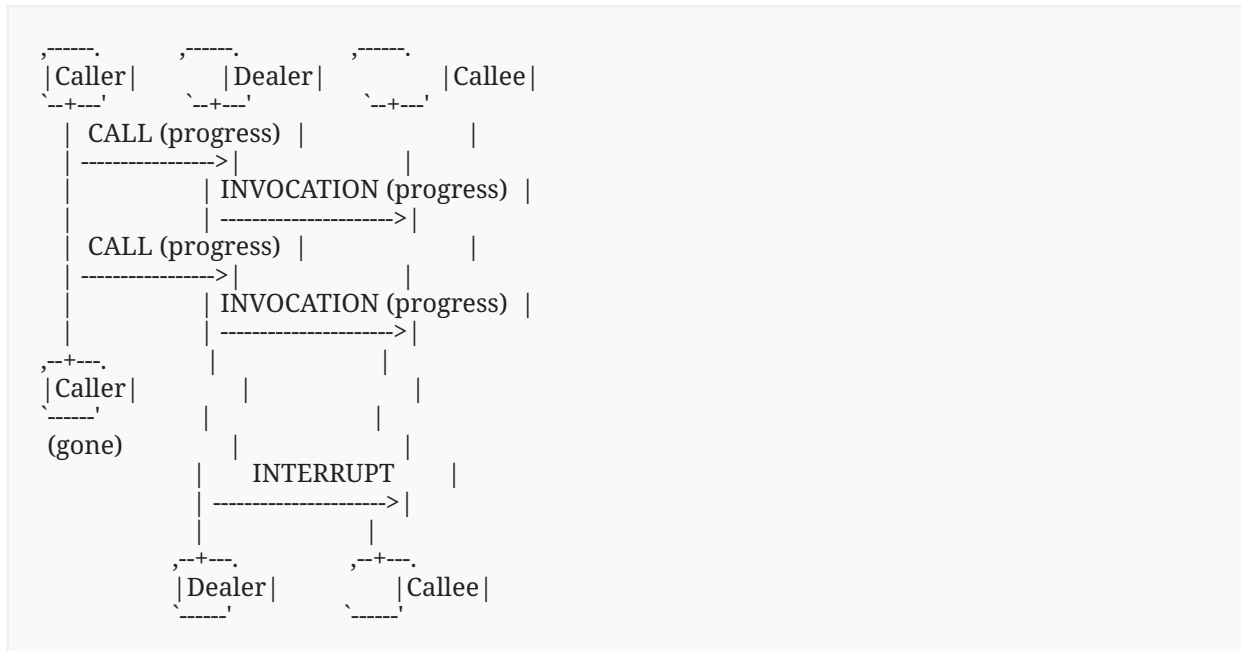 ,------.          ,------.                  ,------.
|Caller|              |Dealer|                    |Callee|
`--+---'          `--+---'                  `--+---'
   |  CALL (progress)  |                          |
   | ----------------->|                          |
   |                   | INVOCATION (progress)  |
   |                   | ---------------------->|
   |  CALL (progress)  |                          |
   | ----------------->|                          |
   |                   | INVOCATION (progress)  |
   |                   | ---------------------->|
,--+---.               |                        |
|Caller|               |                        |
`------'               |                        |
 (gone)                |                        |
                       |       INTERRUPT        |
                       | ---------------------->|
                       |                        |
                    ,--+---.                 ,--+---.
                    |Dealer|                 |Callee|
                    `------'                 `------'